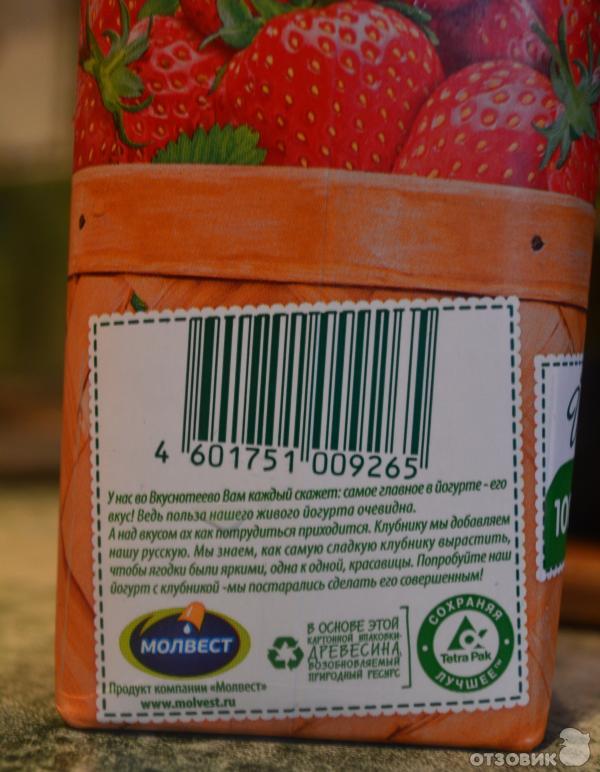 4 601751 009265
У нас во Вкуснотеево Вам каждый скажет: самое главное в йогурте - его
вкус! Ведь польза нашего живого йогурта очевидна.
А над вкусом ах как потрудиться приходится. Клубнику мы добавляем
нашу русскую. Мы знаем, как самую сладкую клубнику вырастить,
чтобы ягодки были яркими, одна к одной, красавицы. Попробуйте наш
йогурт с клубникой -мы постарались сделать его совершенным!
МОЛВЕСТ
Продукт компании «Молвест»
www.molvest.ru
В ОСНОВЕ ЭТОЙ
КАРТОННОЙ УПАКОВКИ-
ДРЕВЕСИНА,
ВОЗОБНОВЛЯЕМЫЙ
ПРИРОДНЫЙ РЕСУРС
СОХРАНЯЯ
Tetra Pak
ЛУЧШЕЕ™
10
ОТЗОВИК